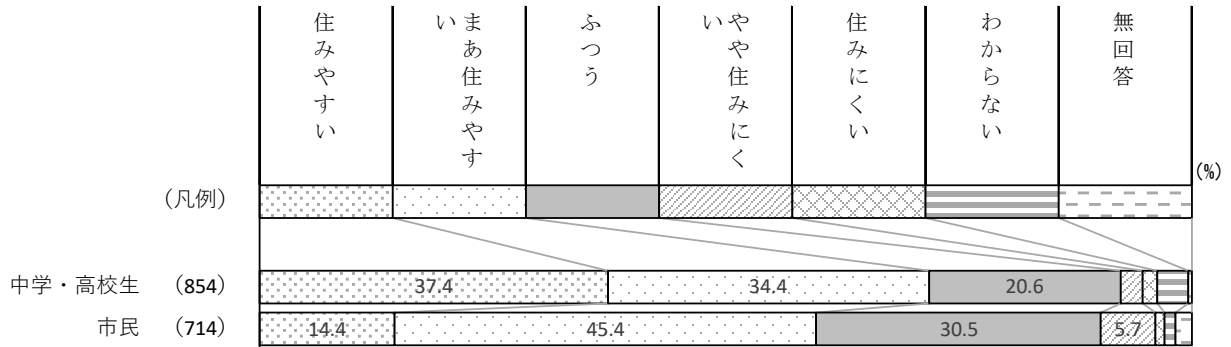 住みやすい
まあ住みやす
い
ふつう
やや住みにく
い
住みにくい
わからない
無回答
(%)
(凡例)
中学・高校生 (854)
37.4
34.4
20.6
市民 (714)
14.4
45.4
30.5
5.7